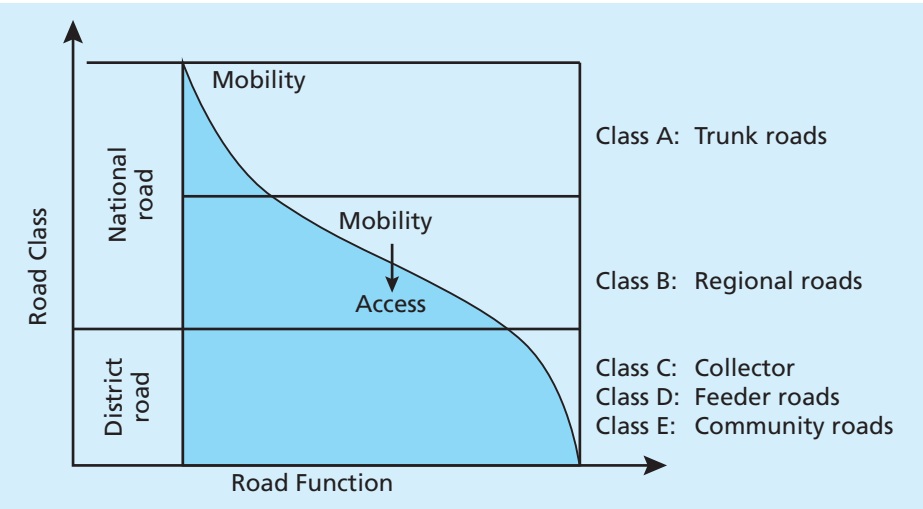 Mobility
Class A: Trunk roads
National
road
Mobility
Access
Class B: Regional roads
Road Class
District
road
Class C: Collector
Class D: Feeder roads
Class E: Community roads
Road Function